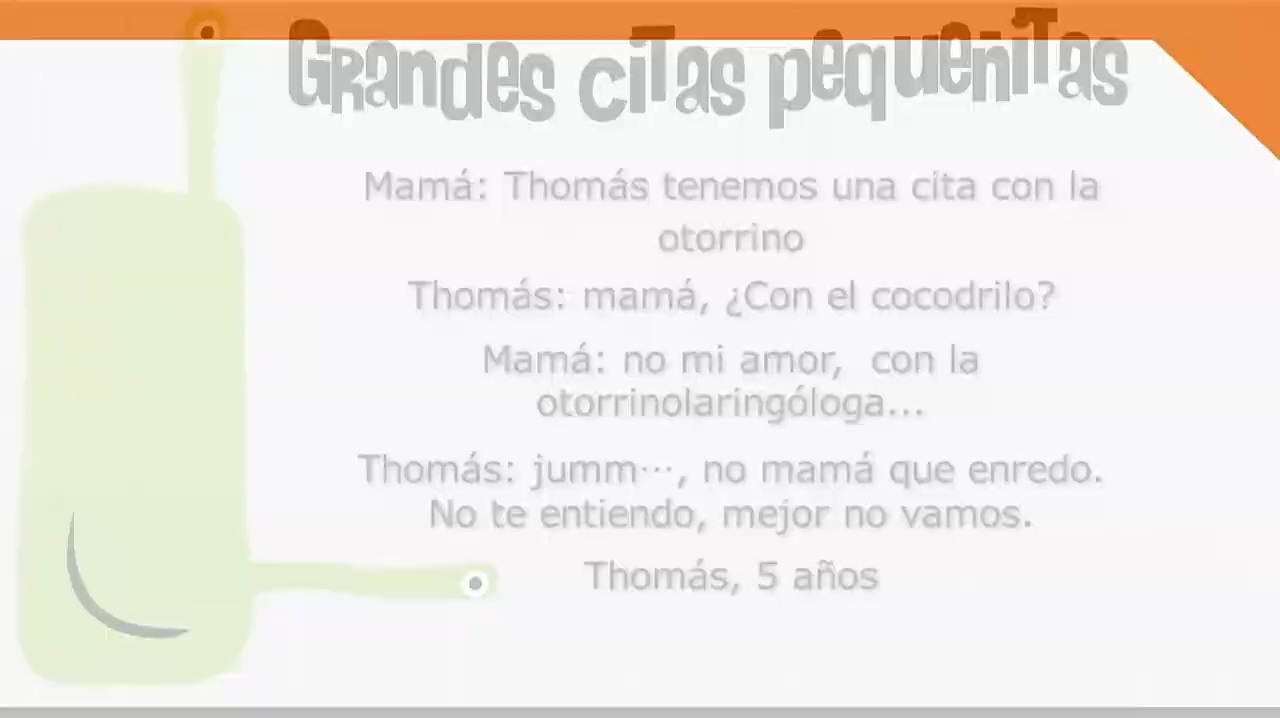 Grandes citas pequenitas
Mamá: Thomás tenemos una cita con la
otorrino
Thomás: mamá, ¿Con el cocodrilo?
Mamá: no mi amor,  con la
otorrinolaringóloga...
Thomás: jumm···, no mamá que enredo.
No te entiendo, mejor no vamos.
Thomás, 5 años